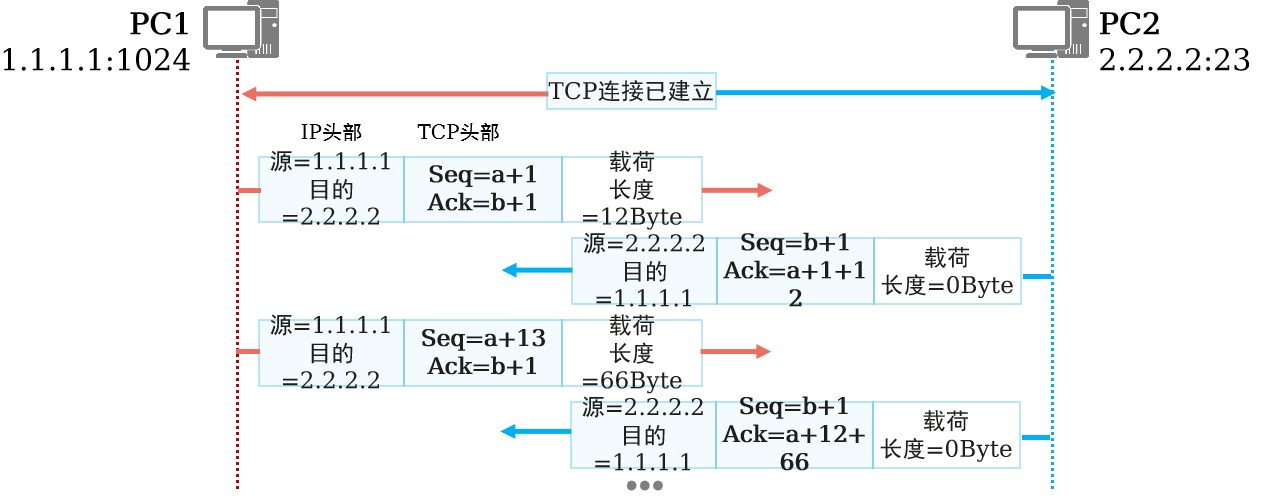 PC1
1.1.1.1:1024
PC2
2.2.2.2:23
TCP连接已建立
IP头部
TCP头部
源=1.1.1.1
目的
=2.2.2.2
Seq=a+1
Ack=b+1
载荷
长度
=12Byte
源=2.2.2.2
目的
=1.1.1.1
Seq=b+1
Ack=a+1+1
2
载荷
长度=0Byte
源=1.1.1.1
目的
=2.2.2.2
Seq=a+13
Ack=b+1
载荷
长度
=66Byte
源=2.2.2.2
目的
=1.1.1.1
Seq=b+1
Ack=a+12+
66
载荷
长度=0Byte